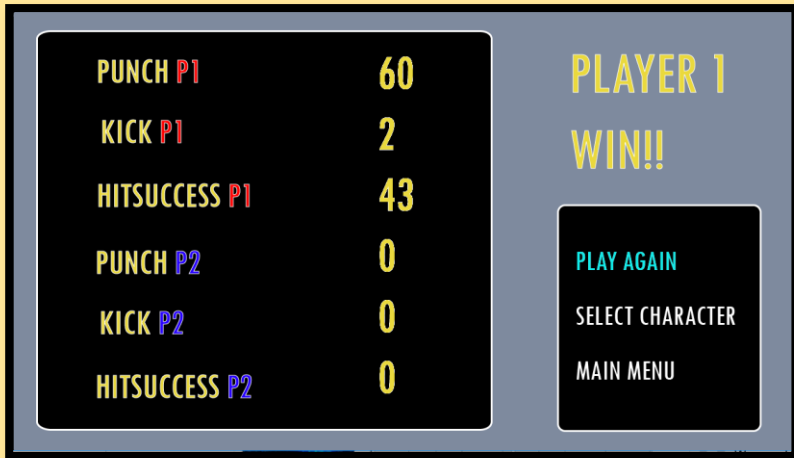 PUNCH P1 60
KICK P1 2
HITSUCCESS P1 43
PUNCH P2 0
KICK P2 0
HITSUCCESS P2 0
PLAYER 1
WIN!!
PLAY AGAIN
SELECT CHARACTER
MAIN MENU